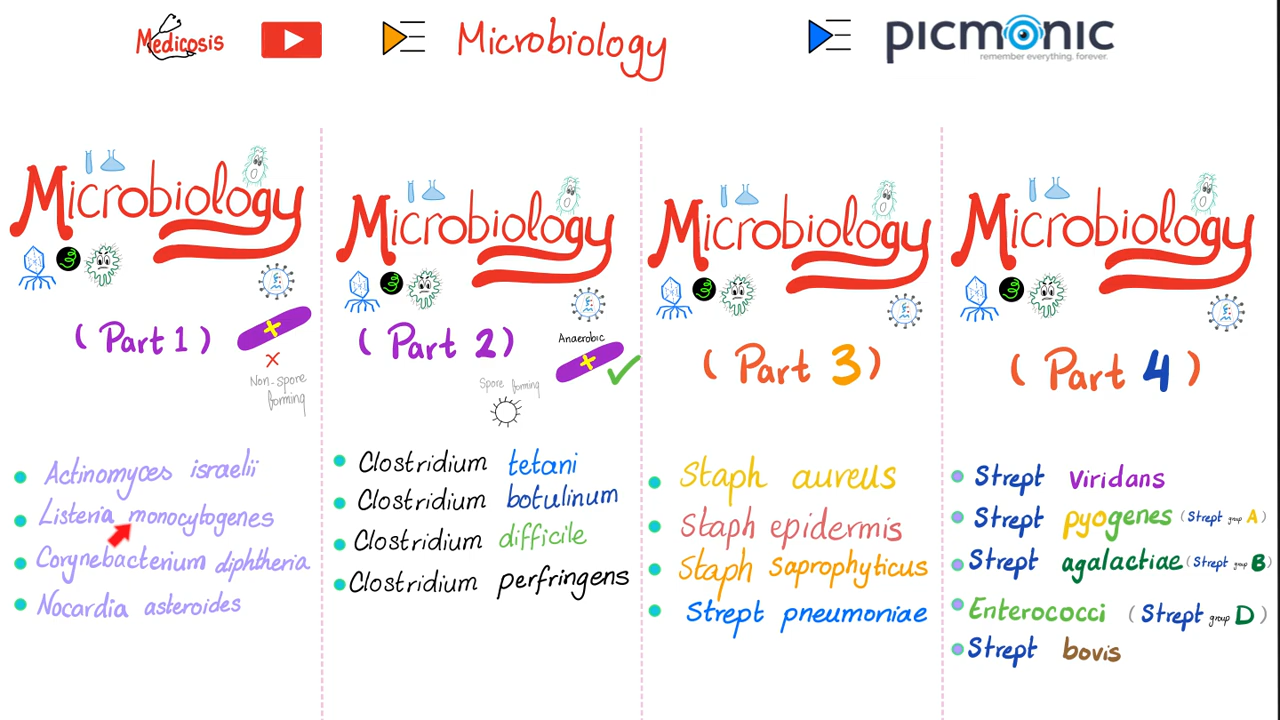 Medicosis
Microbiology
picmonic
remember everything. forever.
Microbiology
(Part 1)
Non-spore
forming
Actinomyces israelii
Listeria monocytogenes
Corynebacterium diphtheria
Nocardia asteroides
Microbiology
(Part 2)
Anaerobic
Spore forming
Clostridium tetani
Clostridium botulinum
Clostridium difficile
Clostridium perfringens
Microbiology
(Part 3)
Staph aureus
Staph epidermis
Staph Saprophyticus
Strept pneumoniae
Microbiology
(Part 4)
Strept Viridans
Strept pyogenes (Strept group A)
Strept agalactiae (Strept group B)
Enterococci (Strept group D)
Strept bovis